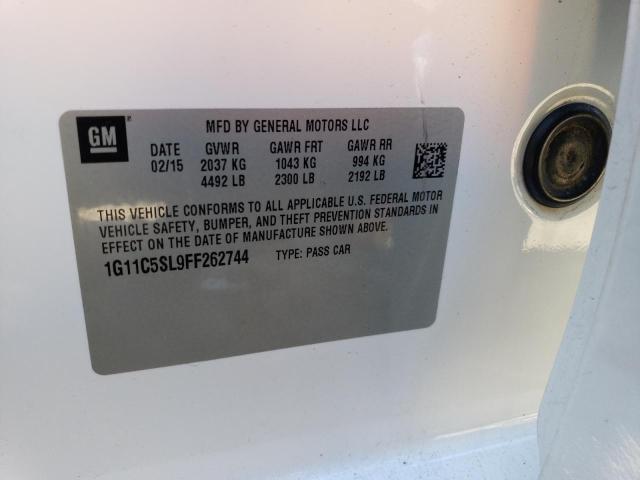 GM
MFD BY GENERAL MOTORS LLC
DATE GVWR GAWR FRT GAWR RR
02/15 2037 KG 1043 KG 994 KG
4492 LB 2300 LB 2192 LB
THIS VEHICLE CONFORMS TO ALL APPLICABLE U.S. FEDERAL MOTOR
VEHICLE SAFETY, BUMPER, AND THEFT PREVENTION STANDARDS IN
EFFECT ON THE DATE OF MANUFACTURE SHOWN ABOVE.
1G11C5SL9FF262744 TYPE: PASS CAR